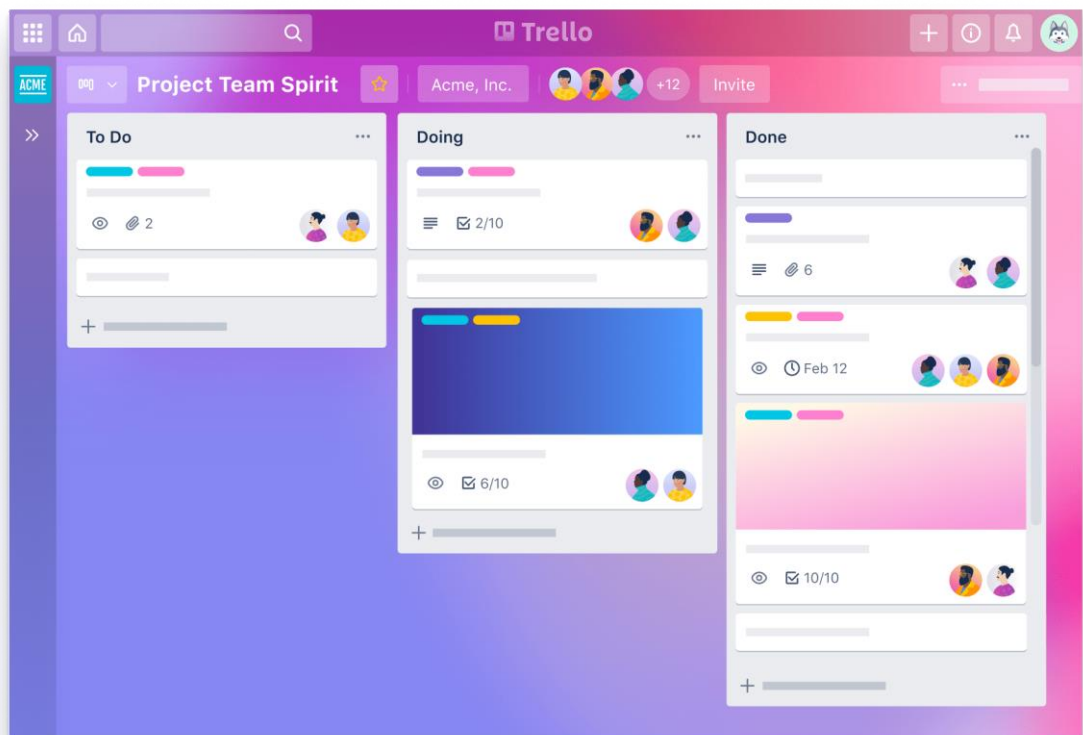 Trello
ACME
Project Team Spirit
Acme, Inc.
+12
Invite
To Do
2
Doing
2/10
6/10
Done
6
Feb 12
10/10